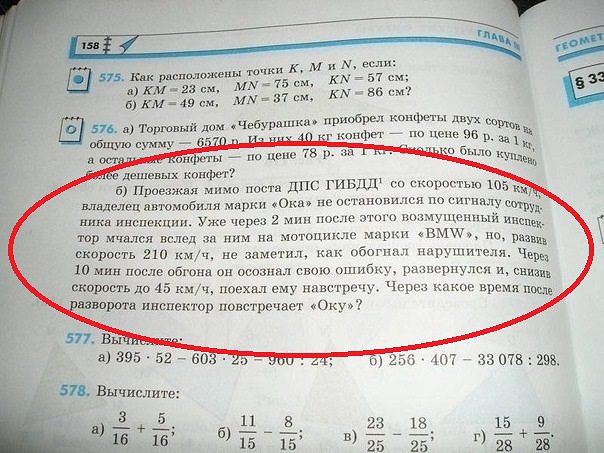 158
ГЛАВА III
575. Как расположены точки K, M и N, если:
а) KM = 23 см, MN = 75 см, KN = 57 см;
б) KM = 49 см, MN = 37 см, KN = 86 см?
576. а) Торговый дом «Чебурашка» приобрел конфеты двух сортов на
общую сумму — 6570 р. Из них 40 кг конфет — по цене 96 р. за 1 кг,
а остальные конфеты — по цене 78 р. за 1 кг. Сколько было куплено
более дешевых конфет?
б) Проезжая мимо поста ДПС ГИБДД¹ со скоростью 105 км/ч,
владелец автомобиля марки «Ока» не остановился по сигналу сотруд-
ника инспекции. Уже через 2 мин после этого возмущенный инспек-
тор мчался вслед за ним на мотоцикле марки «BMW», но, развив
скорость 210 км/ч, не заметил, как обогнал нарушителя. Через
10 мин после обгона он осознал свою ошибку, развернулся и, снизив
скорость до 45 км/ч, поехал ему навстречу. Через какое время после
разворота инспектор повстречает «Оку»?
577. Вычислите:
а) 395 · 52 − 603 · 25 − 960 : 24; б) 256 · 407 − 33 078 : 298.
578. Вычислите:
а) 3/16 + 5/16; б) 11/15 − 8/15; в) 23/25 − 18/25; г) 15/28 + 9/28.
ГЕОМЕТ
§ 33